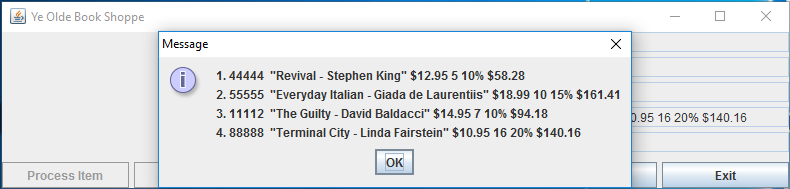 Ye Olde Book Shoppe
Message
1. 44444 "Revival - Stephen King" $12.95 5 10% $58.28
2. 55555 "Everyday Italian - Giada de Laurentiis" $18.99 10 15% $161.41
3. 11112 "The Guilty - David Baldacci" $14.95 7 10% $94.18
4. 88888 "Terminal City - Linda Fairstein" $10.95 16 20% $140.16
0.95 16 20% $140.16
OK
Process Item
Exit